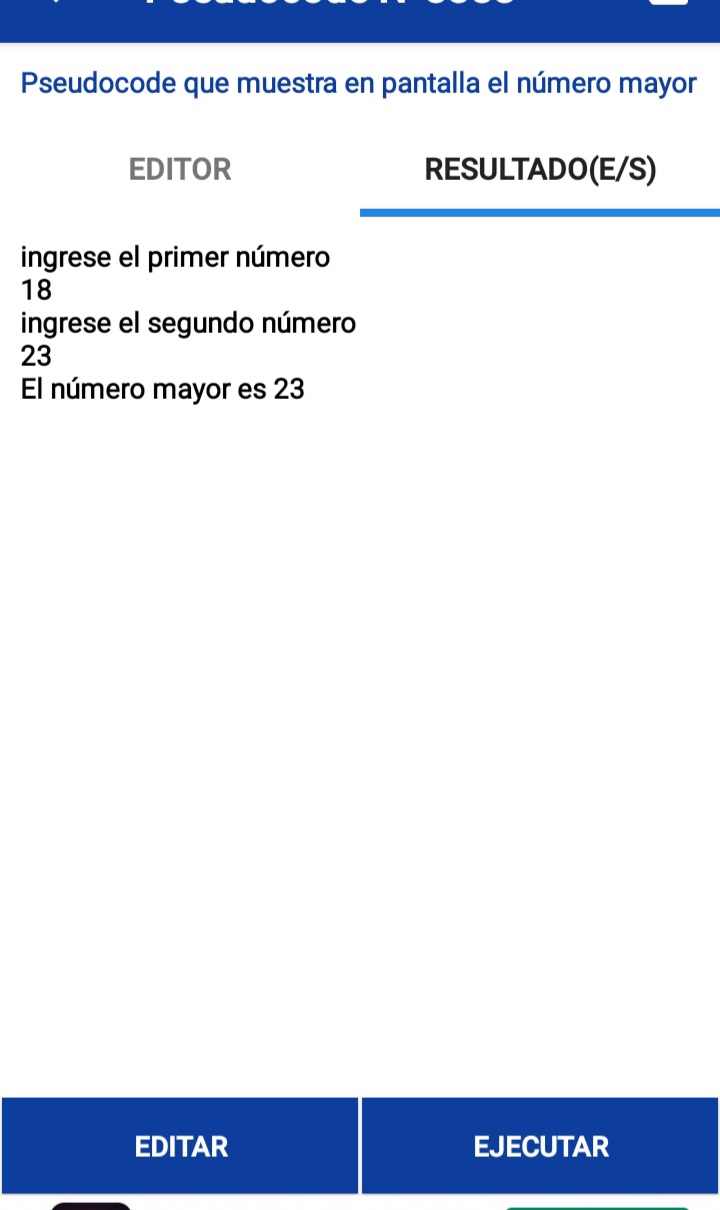 Pseudocode que muestra en pantalla el número mayor
EDITOR RESULTADO(E/S)
ingrese el primer número
18
ingrese el segundo número
23
El número mayor es 23
EDITAR EJECUTAR